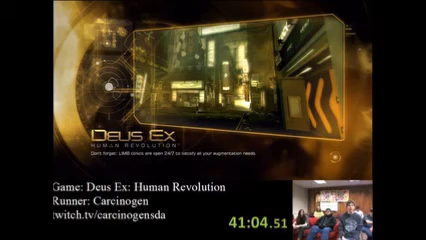 DEUS EX
HUMAN REVOLUTION
Don't forget, LIMB clinics are open 24/7 to satisfy all your augmentation needs.
Game: Deus Ex: Human Revolution
Runner: Carcinogen
twitch.tv/carcinogensda
41:04.51